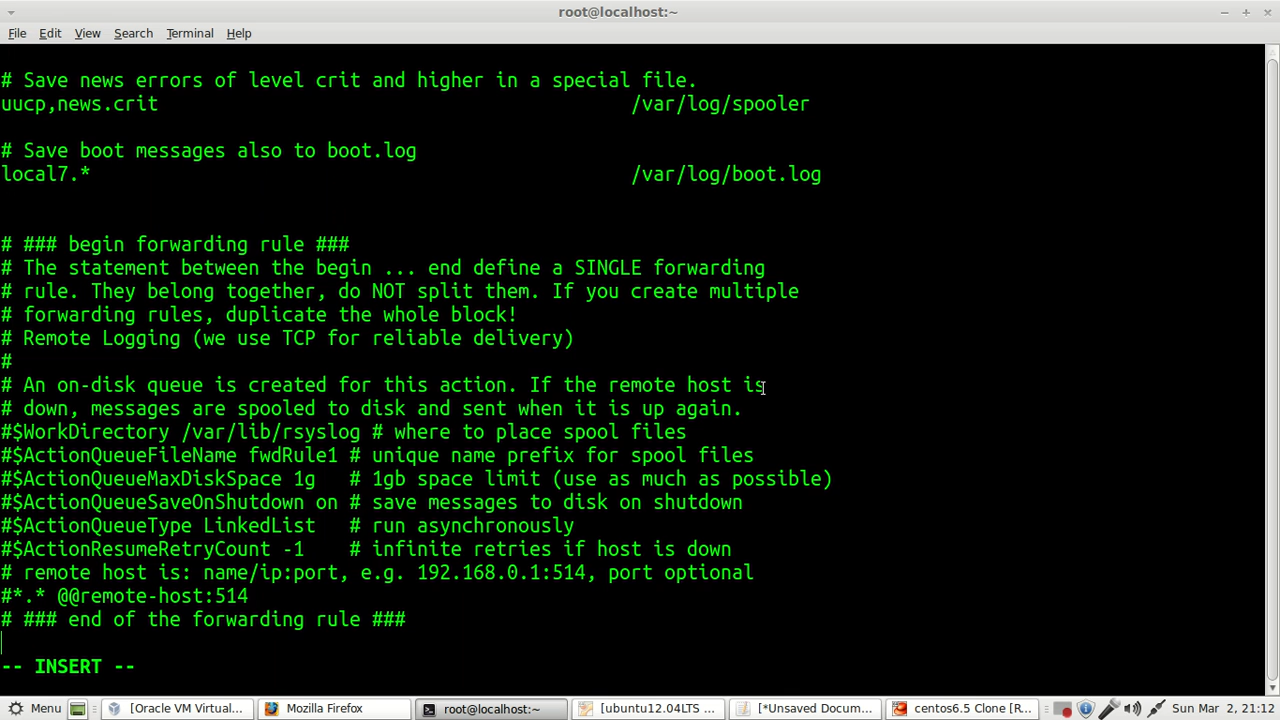 root@localhost:~
File Edit View Search Terminal Help
# Save news errors of level crit and higher in a special file.
uucp,news.crit                                          /var/log/spooler
# Save boot messages also to boot.log
local7.*                                                /var/log/boot.log
# ### begin forwarding rule ###
# The statement between the begin ... end define a SINGLE forwarding
# rule. They belong together, do NOT split them. If you create multiple
# forwarding rules, duplicate the whole block!
# Remote Logging (we use TCP for reliable delivery)
#
# An on-disk queue is created for this action. If the remote host is
# down, messages are spooled to disk and sent when it is up again.
#$WorkDirectory /var/lib/rsyslog # where to place spool files
#$ActionQueueFileName fwdRule1 # unique name prefix for spool files
#$ActionQueueMaxDiskSpace 1g   # 1gb space limit (use as much as possible)
#$ActionQueueSaveOnShutdown on # save messages to disk on shutdown
#$ActionQueueType LinkedList   # run asynchronously
#$ActionResumeRetryCount -1    # infinite retries if host is down
# remote host is: name/ip:port, e.g. 192.168.0.1:514, port optional
#*.* @@remote-host:514
# ### end of the forwarding rule ###
-- INSERT --
Menu [Oracle VM Virtual... Mozilla Firefox root@localhost:~ [ubuntu12.04LTS ... [*Unsaved Docum... centos6.5 Clone [R... Sun Mar 2, 21:12